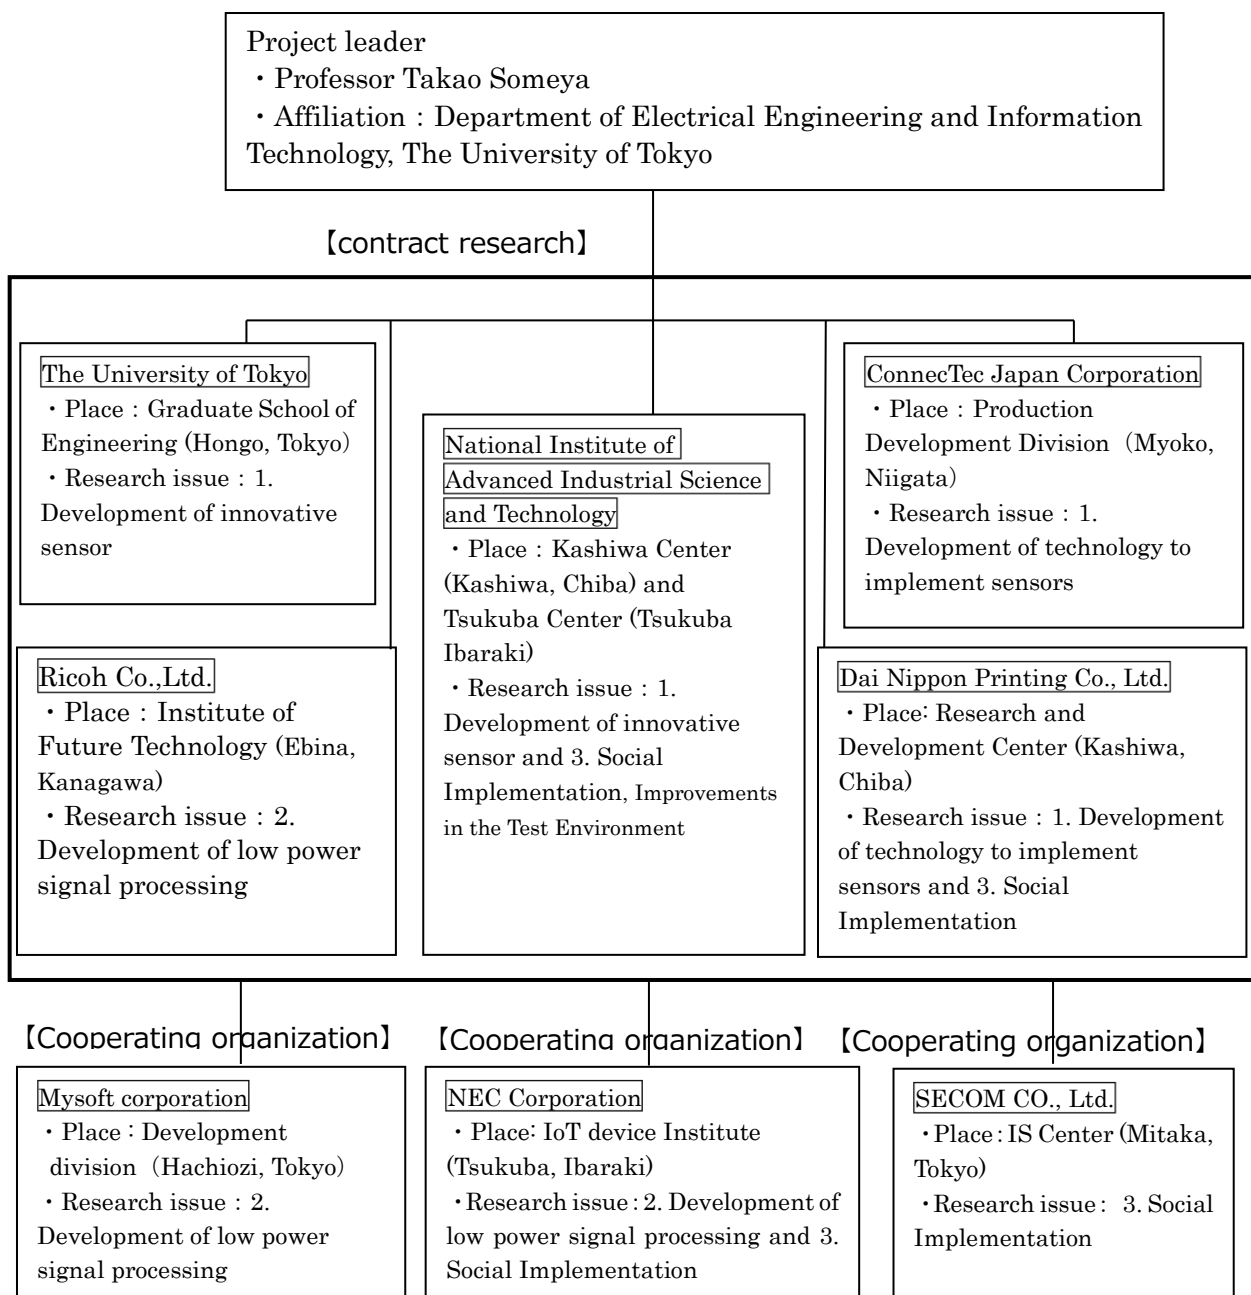 Project leader
・Professor Takao Someya
・Affiliation：Department of Electrical Engineering and Information
Technology, The University of Tokyo
【contract research】
The University of Tokyo
・Place：Graduate School of
Engineering (Hongo, Tokyo）
・Research issue：1.
Development of innovative
sensor
National Institute of
Advanced Industrial Science
and Technology
・Place：Kashiwa Center
(Kashiwa, Chiba) and
Tsukuba Center (Tsukuba
Ibaraki)
・Research issue：1.
Development of innovative
sensor and 3. Social
Implementation, Improvements
in the Test Environment
ConnecTec Japan Corporation
・Place：Production
Development Division（Myoko,
Niigata）
・Research issue：1.
Development of technology to
implement sensors
Ricoh Co.,Ltd.
・Place：Institute of
Future Technology (Ebina,
Kanagawa)
・Research issue：2.
Development of low power
signal processing
Dai Nippon Printing Co., Ltd.
・Place: Research and
Development Center (Kashiwa,
Chiba)
・Research issue：1. Development
of technology to implement
sensors and 3. Social
Implementation
【Cooperating organization】
Mysoft corporation
・Place：Development
division（Hachiozi, Tokyo）
・Research issue：2.
Development of low power
signal processing
【Cooperating organization】
NEC Corporation
・Place: IoT device Institute
(Tsukuba, Ibaraki)
・Research issue：2. Development of
low power signal processing and 3.
Social Implementation
【Cooperating organization】
SECOM CO., Ltd.
・Place：IS Center (Mitaka,
Tokyo)
・Research issue： 3. Social
Implementation